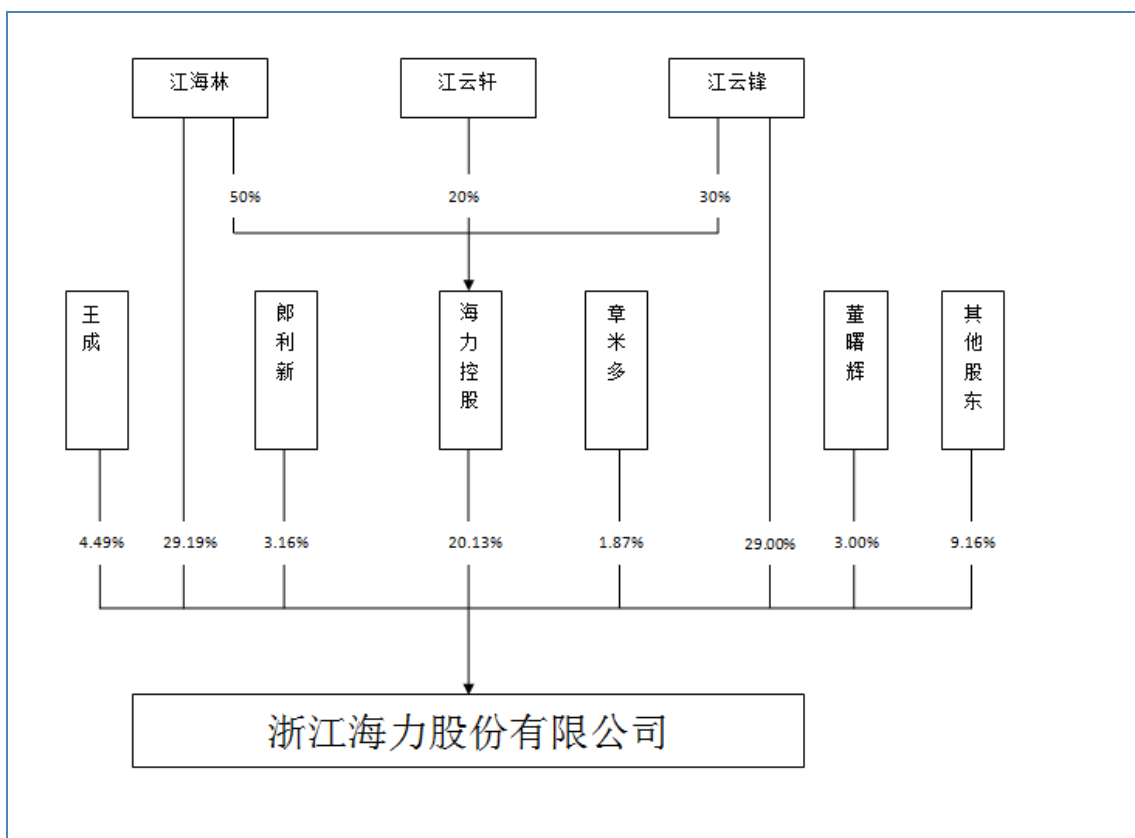 江海林
江云轩
江云锋
50%
20%
30%
王成
郎利新
海力控股
章米多
董曙辉
其他股东
4.49%
29.19%
3.16%
20.13%
1.87%
29.00%
3.00%
9.16%
浙江海力股份有限公司